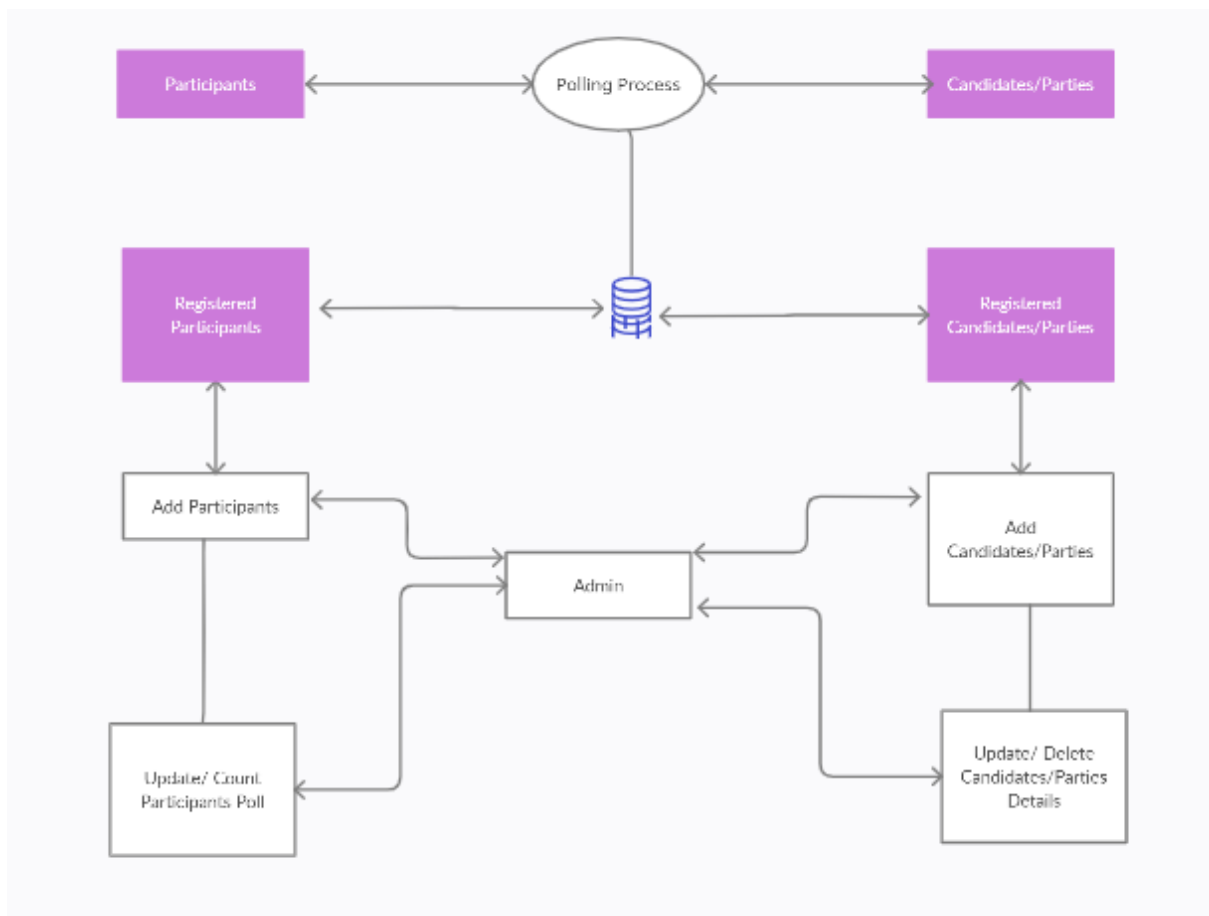 Participants
Polling Process
Candidates/Parties
Registered
Participants
Registered
Candidates/Parties
Add Participants
Add
Candidates/Parties
Admin
Update/ Count
Participants Poll
Update/ Delete
Candidates/Parties
Details